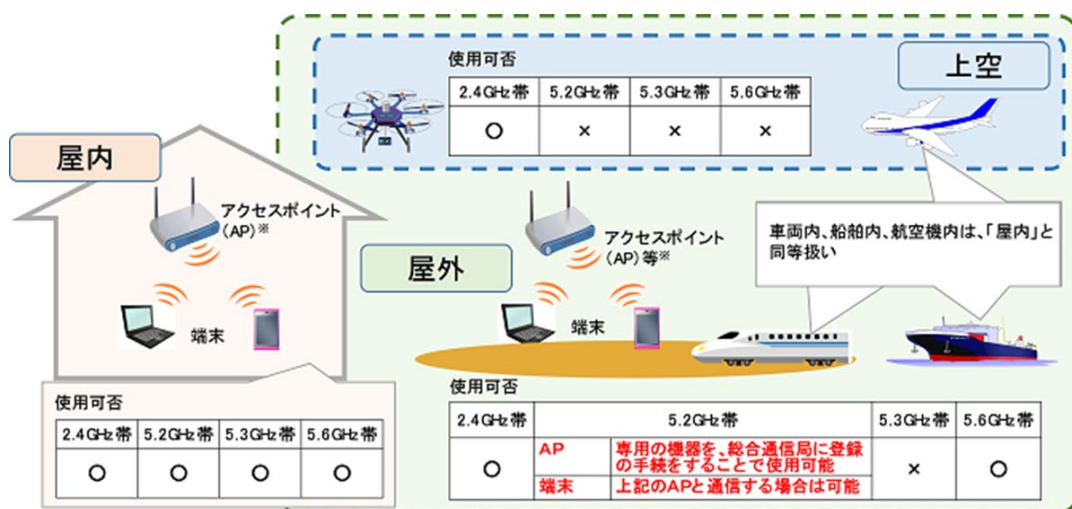 使用可否
上空
2.4GHz帯 5.2GHz帯 5.3GHz帯 5.6GHz帯
○ × × ×
屋内
アクセスポイント
(AP)※
端末
使用可否
2.4GHz帯 5.2GHz帯 5.3GHz帯 5.6GHz帯
○ ○ ○ ○
屋外
アクセスポイント
(AP)等※
端末
車両内、船舶内、航空機内は、「屋内」と
同等扱い
使用可否
2.4GHz帯 5.2GHz帯 5.3GHz帯 5.6GHz帯
○
AP 専用の機器を、総合通信局に登録
の手続をすることで使用可能
端末 上記のAPと通信する場合は可能
× ○